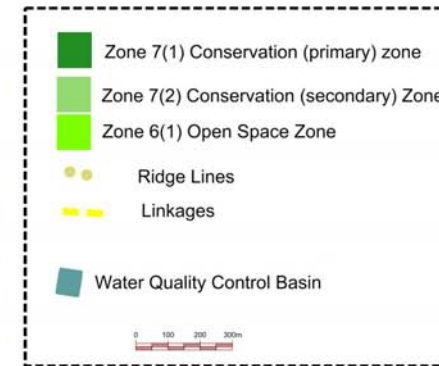 Zone 7(1) Conservation (primary) zone
Zone 7(2) Conservation (secondary) Zone
Zone 6(1) Open Space Zone
Ridge Lines
Linkages
Water Quality Control Basin
0 100 200 300m